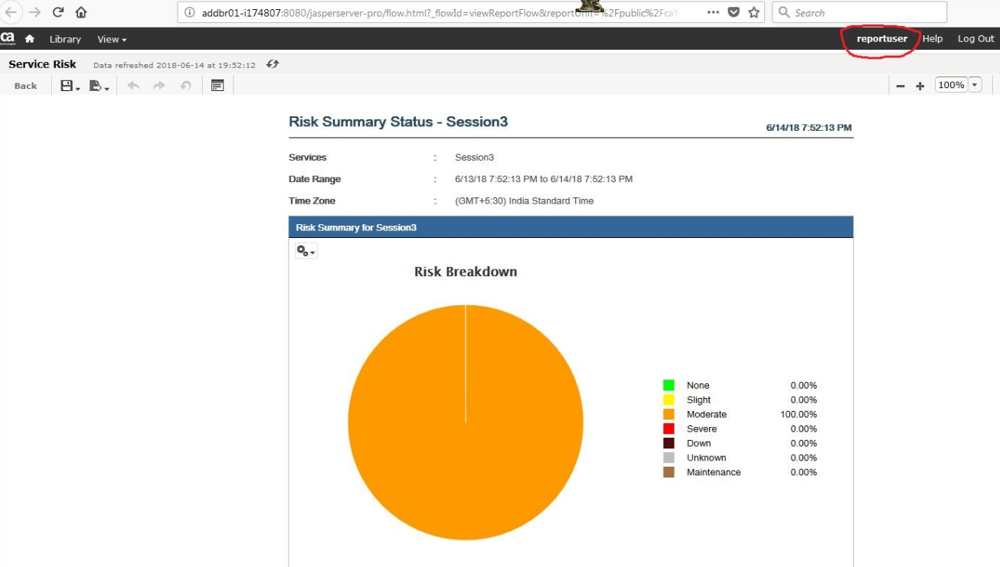 addbr01-i174807:8080/jasperserver-pro/flow.html?_flowId=viewReportFlow&reportUnit=%2Fpublic%2Fca%
Search
ca
Library View reportuser Help Log Out
Service Risk Data refreshed 2018-06-14 at 19:52:12
Back 100%
Risk Summary Status - Session3
6/14/18 7:52:13 PM
Services : Session3
Date Range : 6/13/18 7:52:13 PM to 6/14/18 7:52:13 PM
Time Zone : (GMT+5:30) India Standard Time
Risk Summary for Session3
Risk Breakdown
None 0.00%
Slight 0.00%
Moderate 100.00%
Severe 0.00%
Down 0.00%
Unknown 0.00%
Maintenance 0.00%